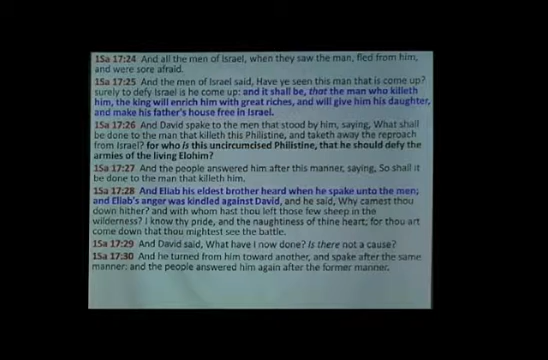 1Sa 17:24 And all the men of Israel, when they saw the man, fled from him,
and were sore afraid.
1Sa 17:25 And the men of Israel said, Have ye seen this man that is come up?
surely to defy Israel is he come up: and it shall be, that the man who killeth
him, the king will enrich him with great riches, and will give him his daughter,
and make his father's house free in Israel.
1Sa 17:26 And David spake to the men that stood by him, saying, What shall
be done to the man that killeth this Philistine, and taketh away the reproach
from Israel? for who is this uncircumcised Philistine, that he should defy the
armies of the living Elohim?
1Sa 17:27 And the people answered him after this manner, saying, So shall it
be done to the man that killeth him.
1Sa 17:28 And Eliab his eldest brother heard when he spake unto the men;
and Eliab's anger was kindled against David, and he said, Why camest thou
down hither? and with whom hast thou left those few sheep in the
wilderness? I know thy pride, and the naughtiness of thine heart; for thou art
come down that thou mightest see the battle.
1Sa 17:29 And David said, What have I now done? Is there not a cause?
1Sa 17:30 And he turned from him toward another, and spake after the same
manner: and the people answered him again after the former manner.